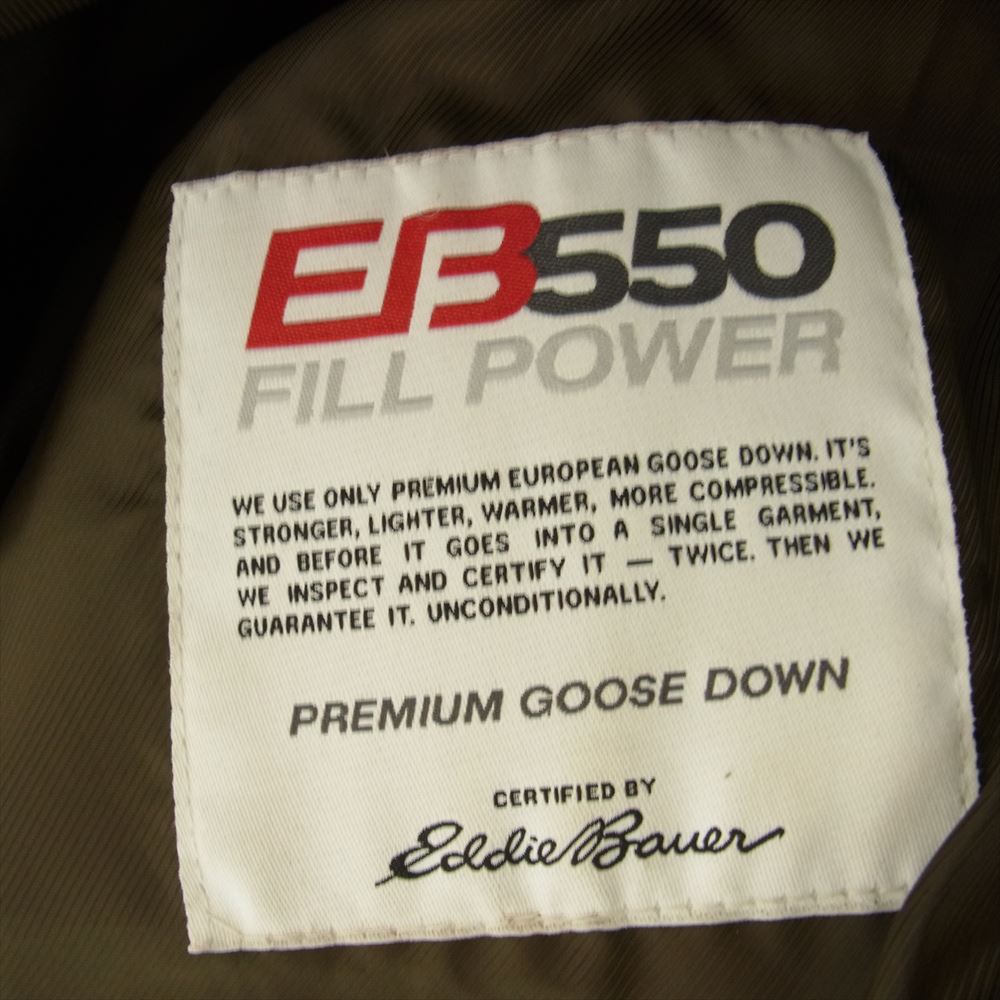 EB550
FILL POWER
WE USE ONLY PREMIUM EUROPEAN GOOSE DOWN. IT'S
STRONGER, LIGHTER, WARMER, MORE COMPRESSIBLE.
AND BEFORE IT GOES INTO A SINGLE GARMENT,
WE INSPECT AND CERTIFY IT — TWICE. THEN WE
GUARANTEE IT. UNCONDITIONALLY.
PREMIUM GOOSE DOWN
CERTIFIED BY
Eddie Bauer